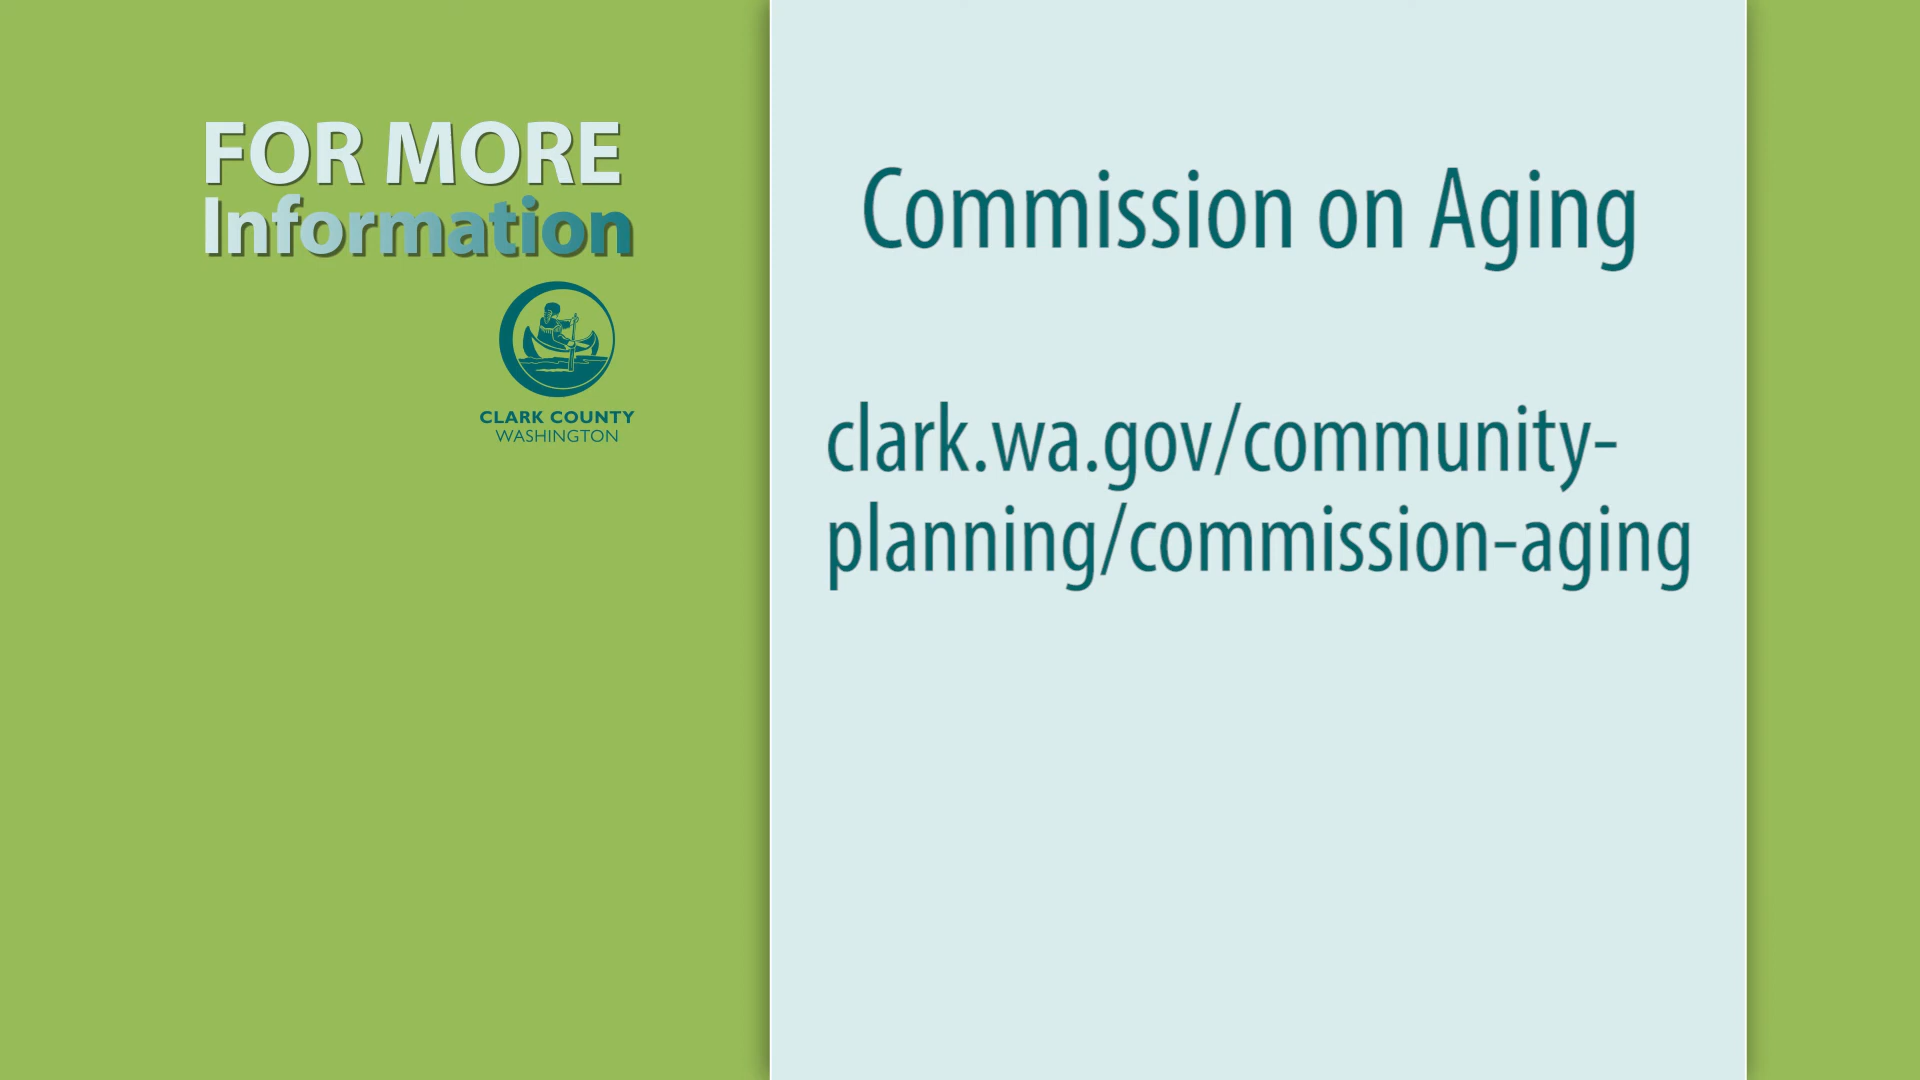 FOR MORE
Information
CLARK COUNTY
WASHINGTON
Commission on Aging
clark.wa.gov/community-
planning/commission-aging